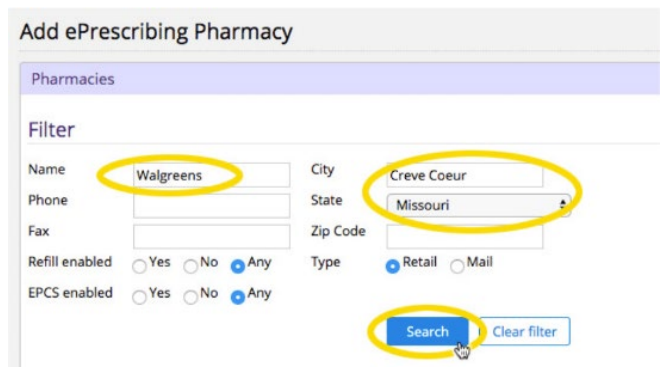 Add ePrescribing Pharmacy
Pharmacies
Filter
Name Walgreens City Creve Coeur
Phone State Missouri
Fax Zip Code
Refill enabled Yes No Any Type Retail Mail
EPCS enabled Yes No Any
Search Clear filter